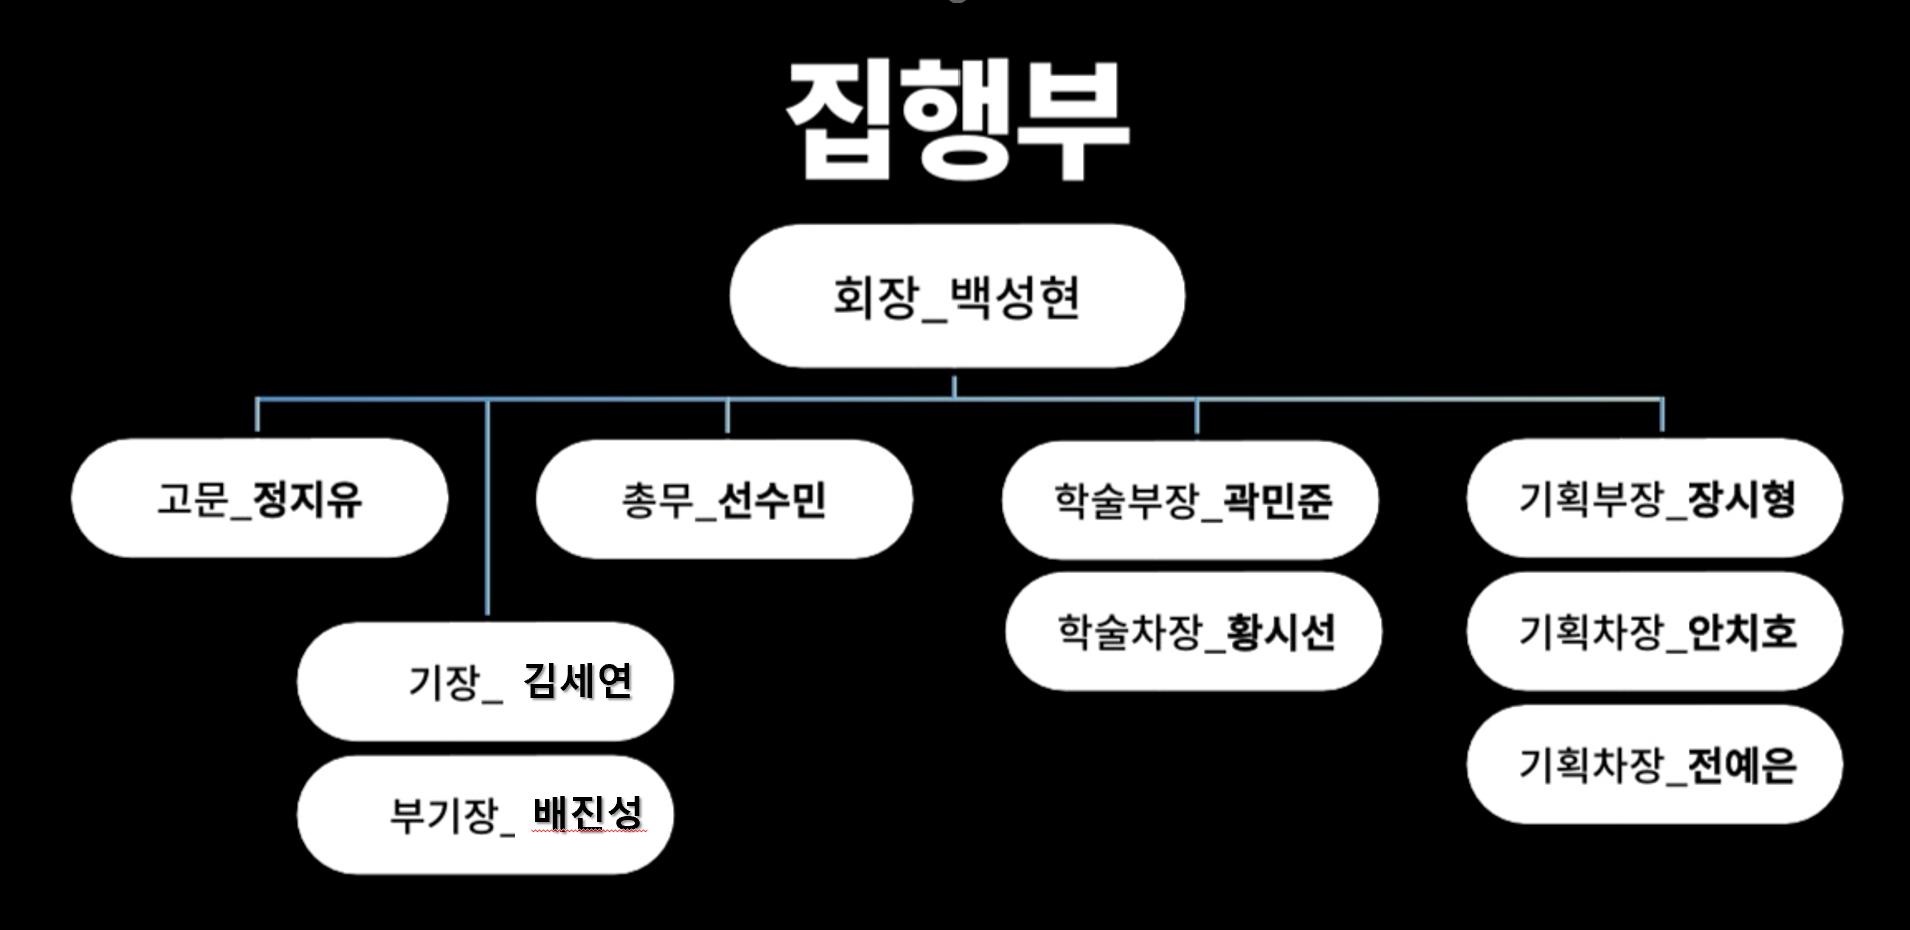 집행부
회장_백성현
고문_정지유
총무_선수민
학술부장_곽민준
기획부장_장시형
학술차장_황시선
기획차장_안치호
기장_ 김세연
기획차장_전예은
부기장_ 배진성